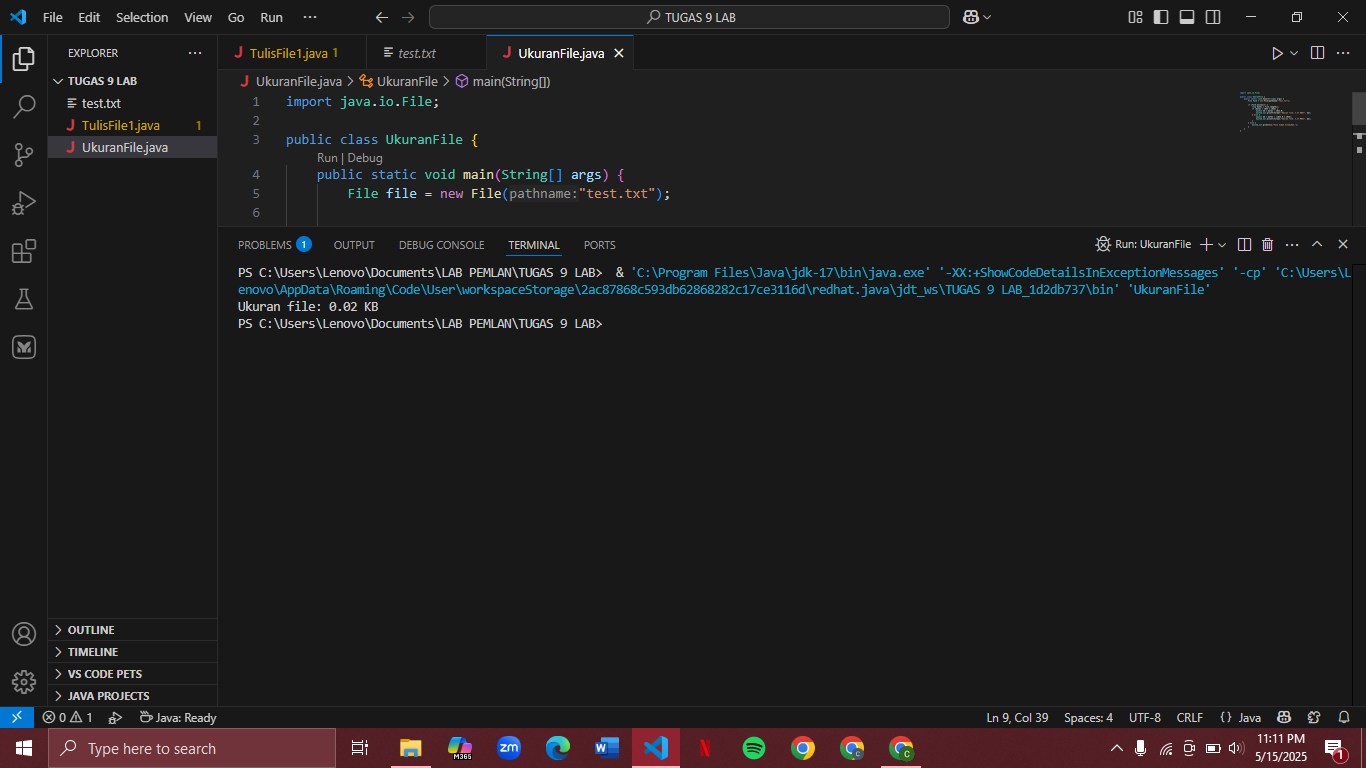 File Edit Selection View Go Run ··· TUGAS 9 LAB
EXPLORER ···
TUGAS 9 LAB
test.txt
TulisFile1.java 1
UkuranFile.java
OUTLINE
TIMELINE
VS CODE PETS
JAVA PROJECTS
TulisFile1.java 1 test.txt UkuranFile.java
UkuranFile.java > UkuranFile > main(String[])
1 import java.io.File;
2
3 public class UkuranFile {
Run | Debug
4 public static void main(String[] args) {
5 File file = new File(pathname:"test.txt");
6
PROBLEMS 1 OUTPUT DEBUG CONSOLE TERMINAL PORTS Run: UkuranFile
PS C:\Users\Lenovo\Documents\LAB PEMLAN\TUGAS 9 LAB> & 'C:\Program Files\Java\jdk-17\bin\java.exe' '-XX:+ShowCodeDetailsInExceptionMessages' '-cp' 'C:\Users\L
enovo\AppData\Roaming\Code\User\workspaceStorage\2ac87868c593db62868282c17ce3116d\redhat.java\jdt_ws\TUGAS 9 LAB_1d2db737\bin' 'UkuranFile'
Ukuran file: 0.02 KB
PS C:\Users\Lenovo\Documents\LAB PEMLAN\TUGAS 9 LAB>
0 1 Java: Ready Ln 9, Col 39 Spaces: 4 UTF-8 CRLF {} Java
Type here to search M365 zm W N C C 11:11 PM
5/15/2025 1